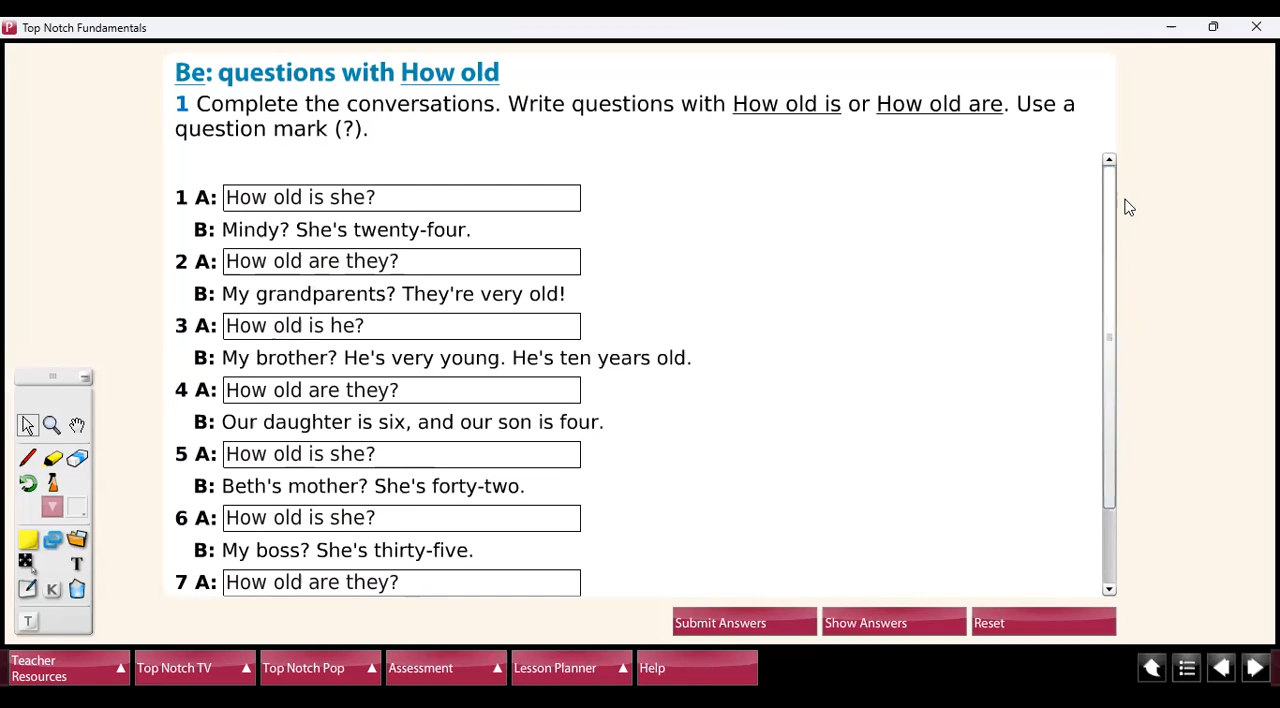 Top Notch Fundamentals
Be: questions with How old
1 Complete the conversations. Write questions with How old is or How old are. Use a
question mark (?).
1 A: How old is she?
B: Mindy? She's twenty-four.
2 A: How old are they?
B: My grandparents? They're very old!
3 A: How old is he?
B: My brother? He's very young. He's ten years old.
4 A: How old are they?
B: Our daughter is six, and our son is four.
5 A: How old is she?
B: Beth's mother? She's forty-two.
6 A: How old is she?
B: My boss? She's thirty-five.
7 A: How old are they?
Submit Answers
Show Answers
Reset
T
K
T
Teacher
Resources
Top Notch TV
Top Notch Pop
Assessment
Lesson Planner
Help